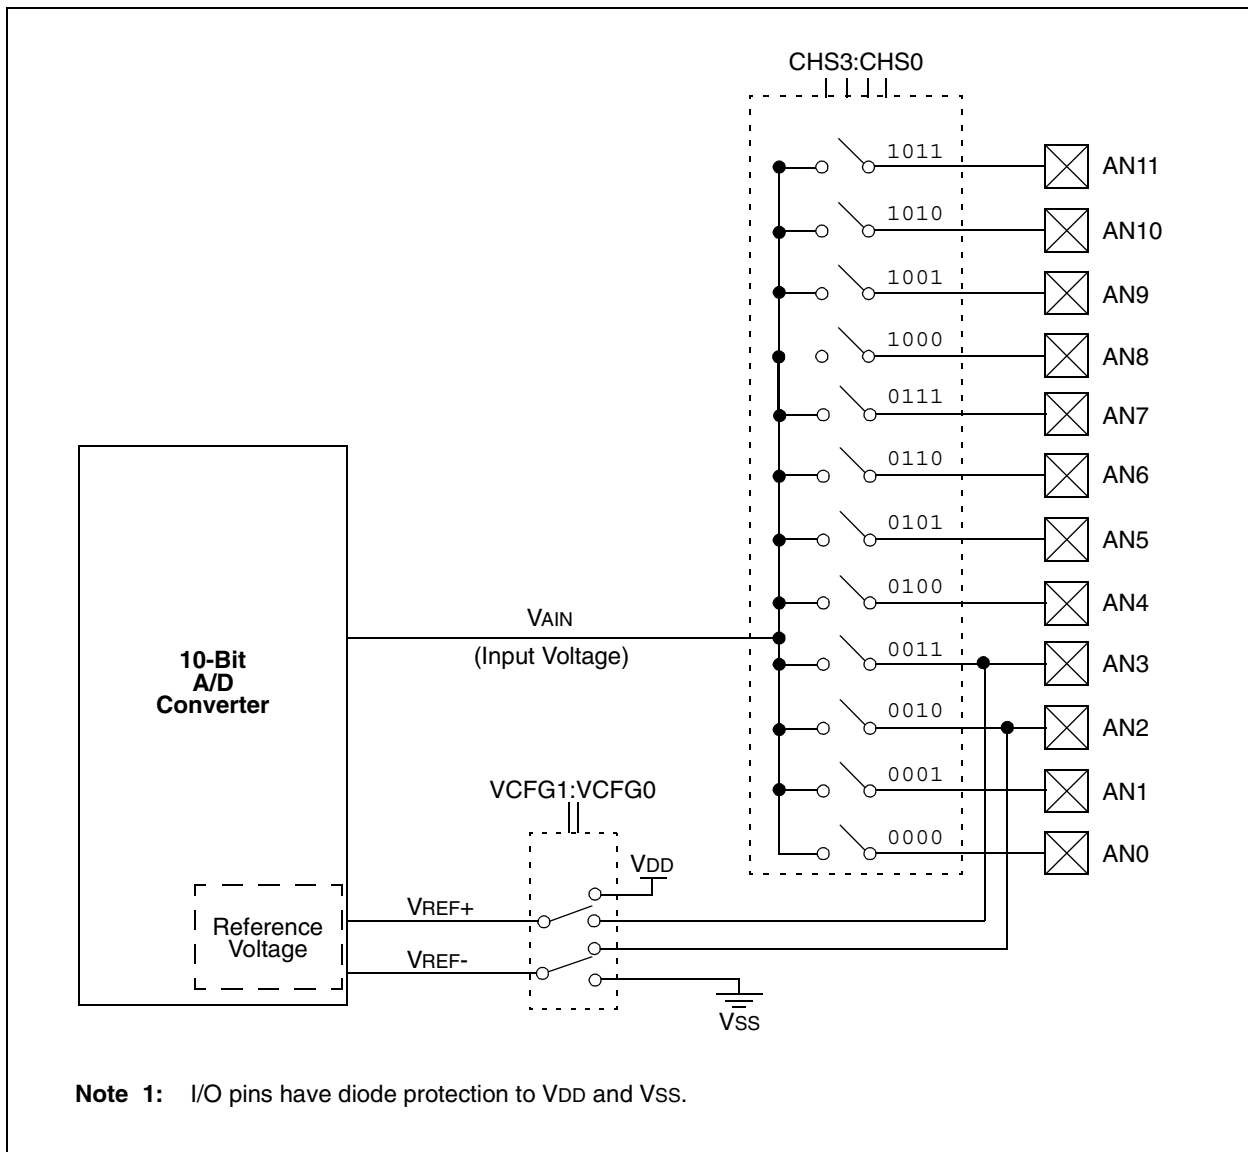 CHS3:CHS0
1011 AN11
1010 AN10
1001 AN9
1000 AN8
0111 AN7
0110 AN6
0101 AN5
0100 AN4
VAIN
(Input Voltage)
10-Bit
A/D
Converter
0011 AN3
0010 AN2
VCFG1:VCFG0
0001 AN1
0000 AN0
VDD
Reference
Voltage
VREF+
VREF-
VSS
Note 1: I/O pins have diode protection to VDD and VSS.